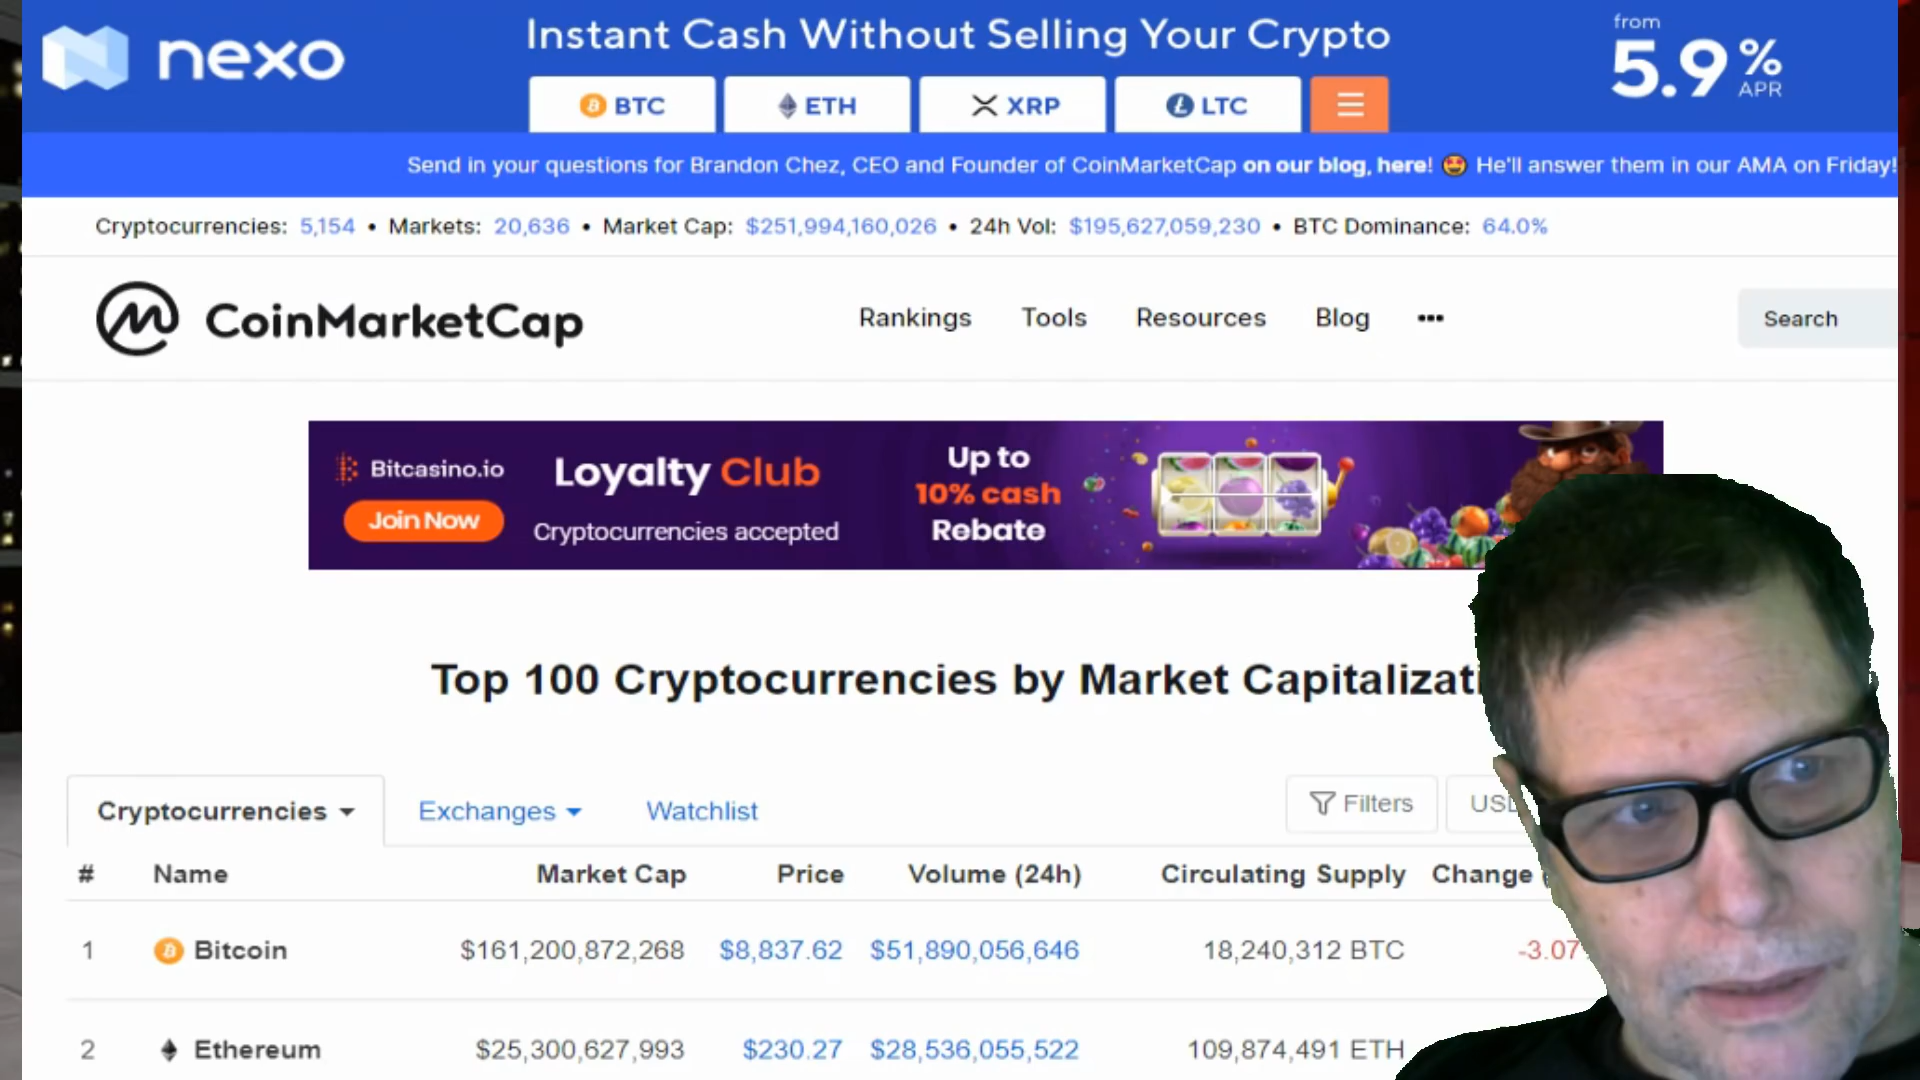 nexo
Instant Cash Without Selling Your Crypto
BTC ETH XRP LTC
from
5.9%
APR
Send in your questions for Brandon Chez, CEO and Founder of CoinMarketCap on our blog, here! 🤩 He'll answer them in our AMA on Friday!
Cryptocurrencies: 5,154 • Markets: 20,636 • Market Cap: $251,994,160,026 • 24h Vol: $195,627,059,230 • BTC Dominance: 64.0%
CoinMarketCap
Rankings Tools Resources Blog •••
Search
Bitcasino.io
Join Now
Loyalty Club
Cryptocurrencies accepted
Up to
10% cash
Rebate
Top 100 Cryptocurrencies by Market Capitalizati
Cryptocurrencies Exchanges Watchlist Filters US
# Name Market Cap Price Volume (24h) Circulating Supply Change
1 Bitcoin $161,200,872,268 $8,837.62 $51,890,056,646 18,240,312 BTC -3.07
2 Ethereum $25,300,627,993 $230.27 $28,536,055,522 109,874,491 ETH